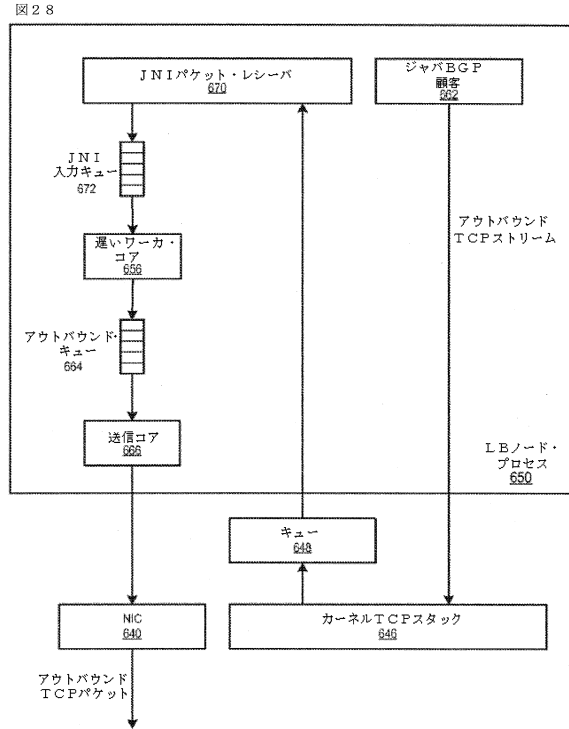 図２８
ＪＮＩパケット・レシーバ
670
ジャバＢＧＰ
顧客
662
ＪＮＩ
入力キュー
672
アウトバウンド
ＴＣＰストリーム
遅いワーカ・
コア
656
アウトバウンド・
キュー
664
送信コア
666
ＬＢノード・
プロセス
650
キュー
648
NIC
640
カーネルＴＣＰスタック
646
アウトバウンド
ＴＣＰパケット